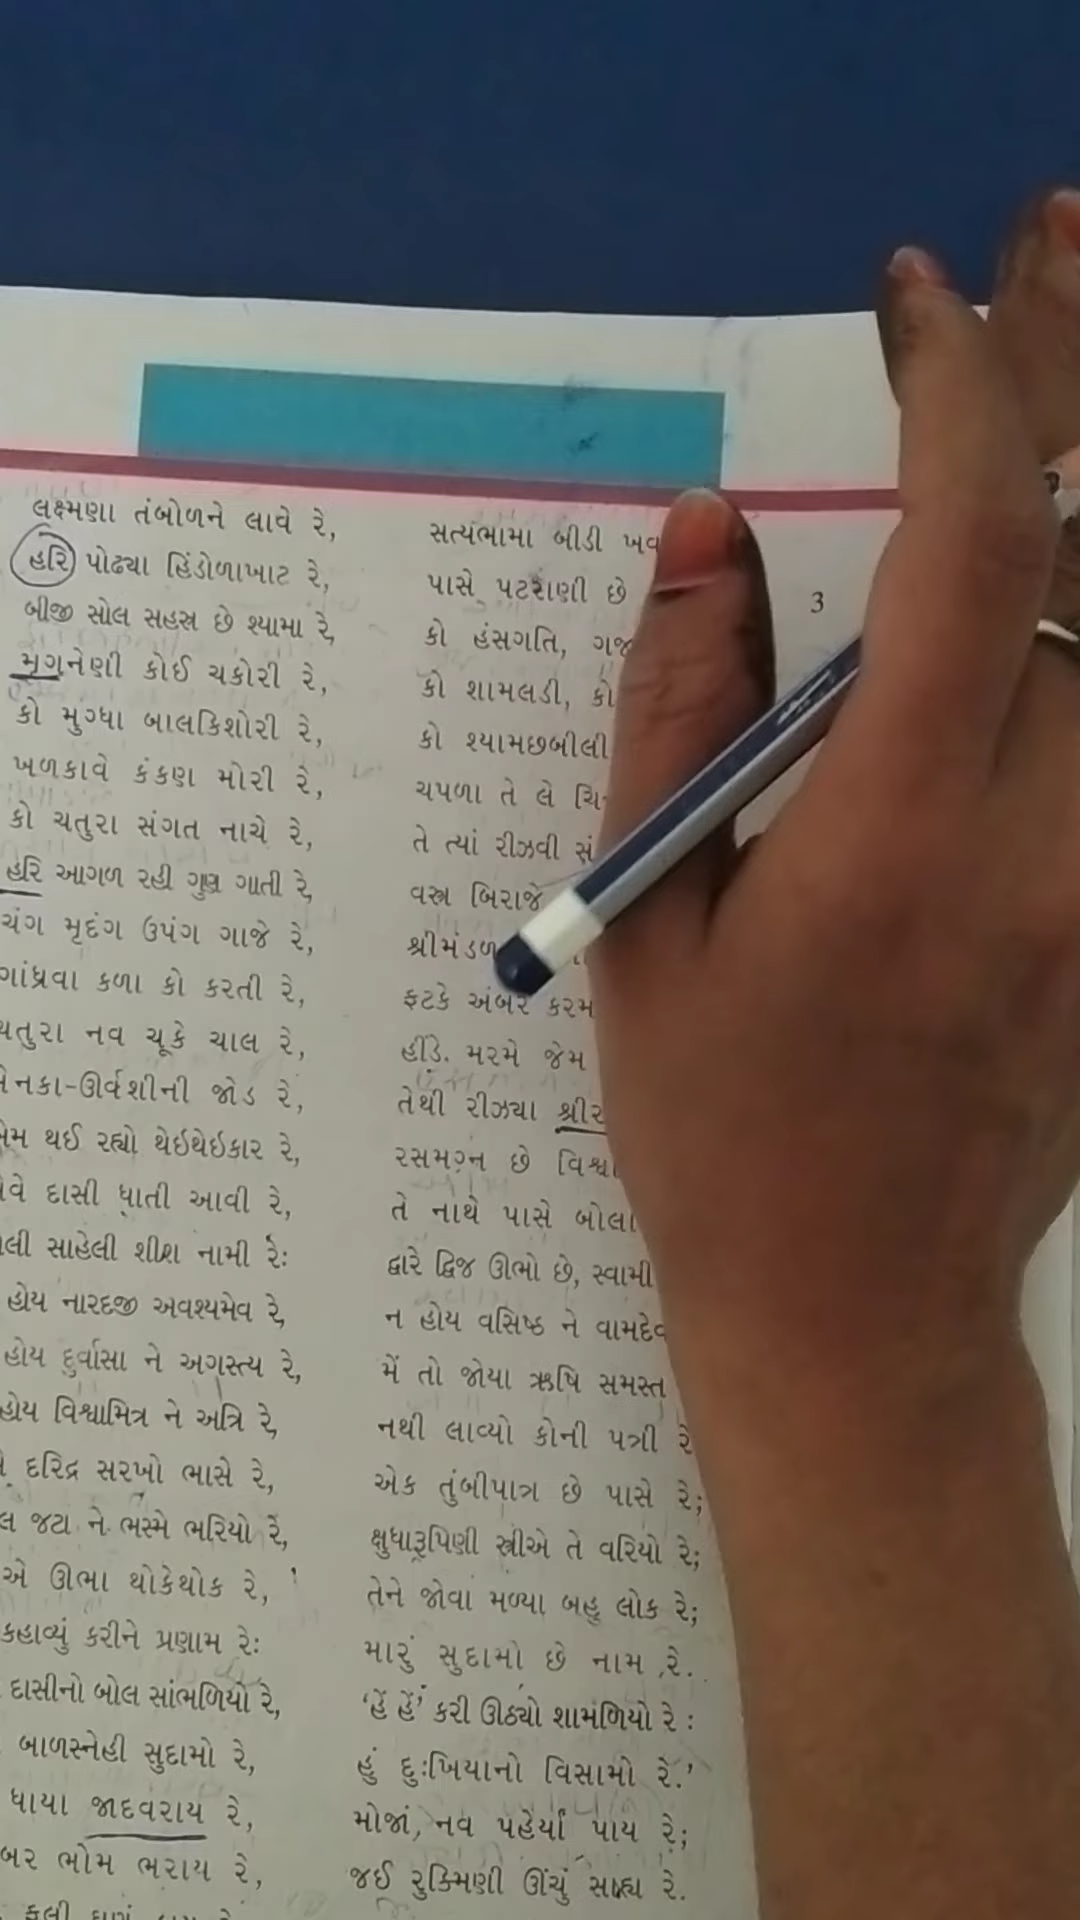 લક્ષ્મણા તંબોળને લાવે રે, સત્યભામા બીડી
હરિ પોઢ્યા હિંડોળાખાટ રે, પાસે પટરાણી છે
3
બીજી સોલ સહસ્ર છે શ્યામા રે, કો હંસગતિ,
મૃગનેણી કોઈ ચકોરી રે, કો શામલડી, કો
કો મુગ્ધા બાલકિશોરી રે, કો શ્યામછબીલી
ખળકાવે કંકણ મોરી રે, ચપળા તે લે
કો ચતુરા સંગત નાચે રે, તે ત્યાં રીઝવી
હરિ આગળ રહી ગુણ ગાતી રે, વસ્ત્ર બિરાજે
ચંગ મૃદંગ ઉપંગ ગાજે રે, શ્રીમંડળ
ગાંધ્રવા કળા કો કરતી રે, ફટકે અંબર
ચતુરા નવ ચૂકે ચાલ રે, હીંડે મરમે જેમ
મેનકા-ઊર્વશીની જોડ રે, તેથી રીઝ્યા
એમ થઈ રહ્યો થેઈથેઈકાર રે, રસમગ્ન છે
દાસી ધાતી આવી રે, તે નાથે પાસે
સાહેલી શીશ નામી રેઃ દ્વારે દ્વિજ ઊભો છે, સ્વામી
હોય નારદજી અવશ્યમેવ રે, ન હોય વસિષ્ઠ ને વામદેવ
હોય દુર્વાસા ને અગસ્ત્ય રે, મેં તો જોયા ઋષિ સમસ્ત
હોય વિશ્વામિત્ર ને અત્રિ રે, નથી લાવ્યો કોની પત્રી રે
દરિદ્ર સરખો ભાસે રે, એક તુંબીપાત્ર છે પાસે રે;
જટા ને ભસ્મે ભરિયો રે, ક્ષુધારૂપિણી સ્ત્રીએ તે વરિયો રે;
એ ઊભા થોકેથોક રે, તેને જોવા મળ્યા બહુ લોક રે;
કહાવ્યું કરીને પ્રણામ રેઃ મારું સુદામો છે નામ રે.
દાસીનો બોલ સાંભળિયો રે, ‘હેં હેં’ કરી ઊઠ્યો શામળિયો રે :
બાળસ્નેહી સુદામો રે, હું દુઃખિયાનો વિસામો રે.’
ધાયા જાદવરાય રે, મોજાં, નવ પહેર્યાં પાય રે;
ભોમ ભરાય રે, જઈ રુક્મિણી ઊંચું સાહ્ય રે.